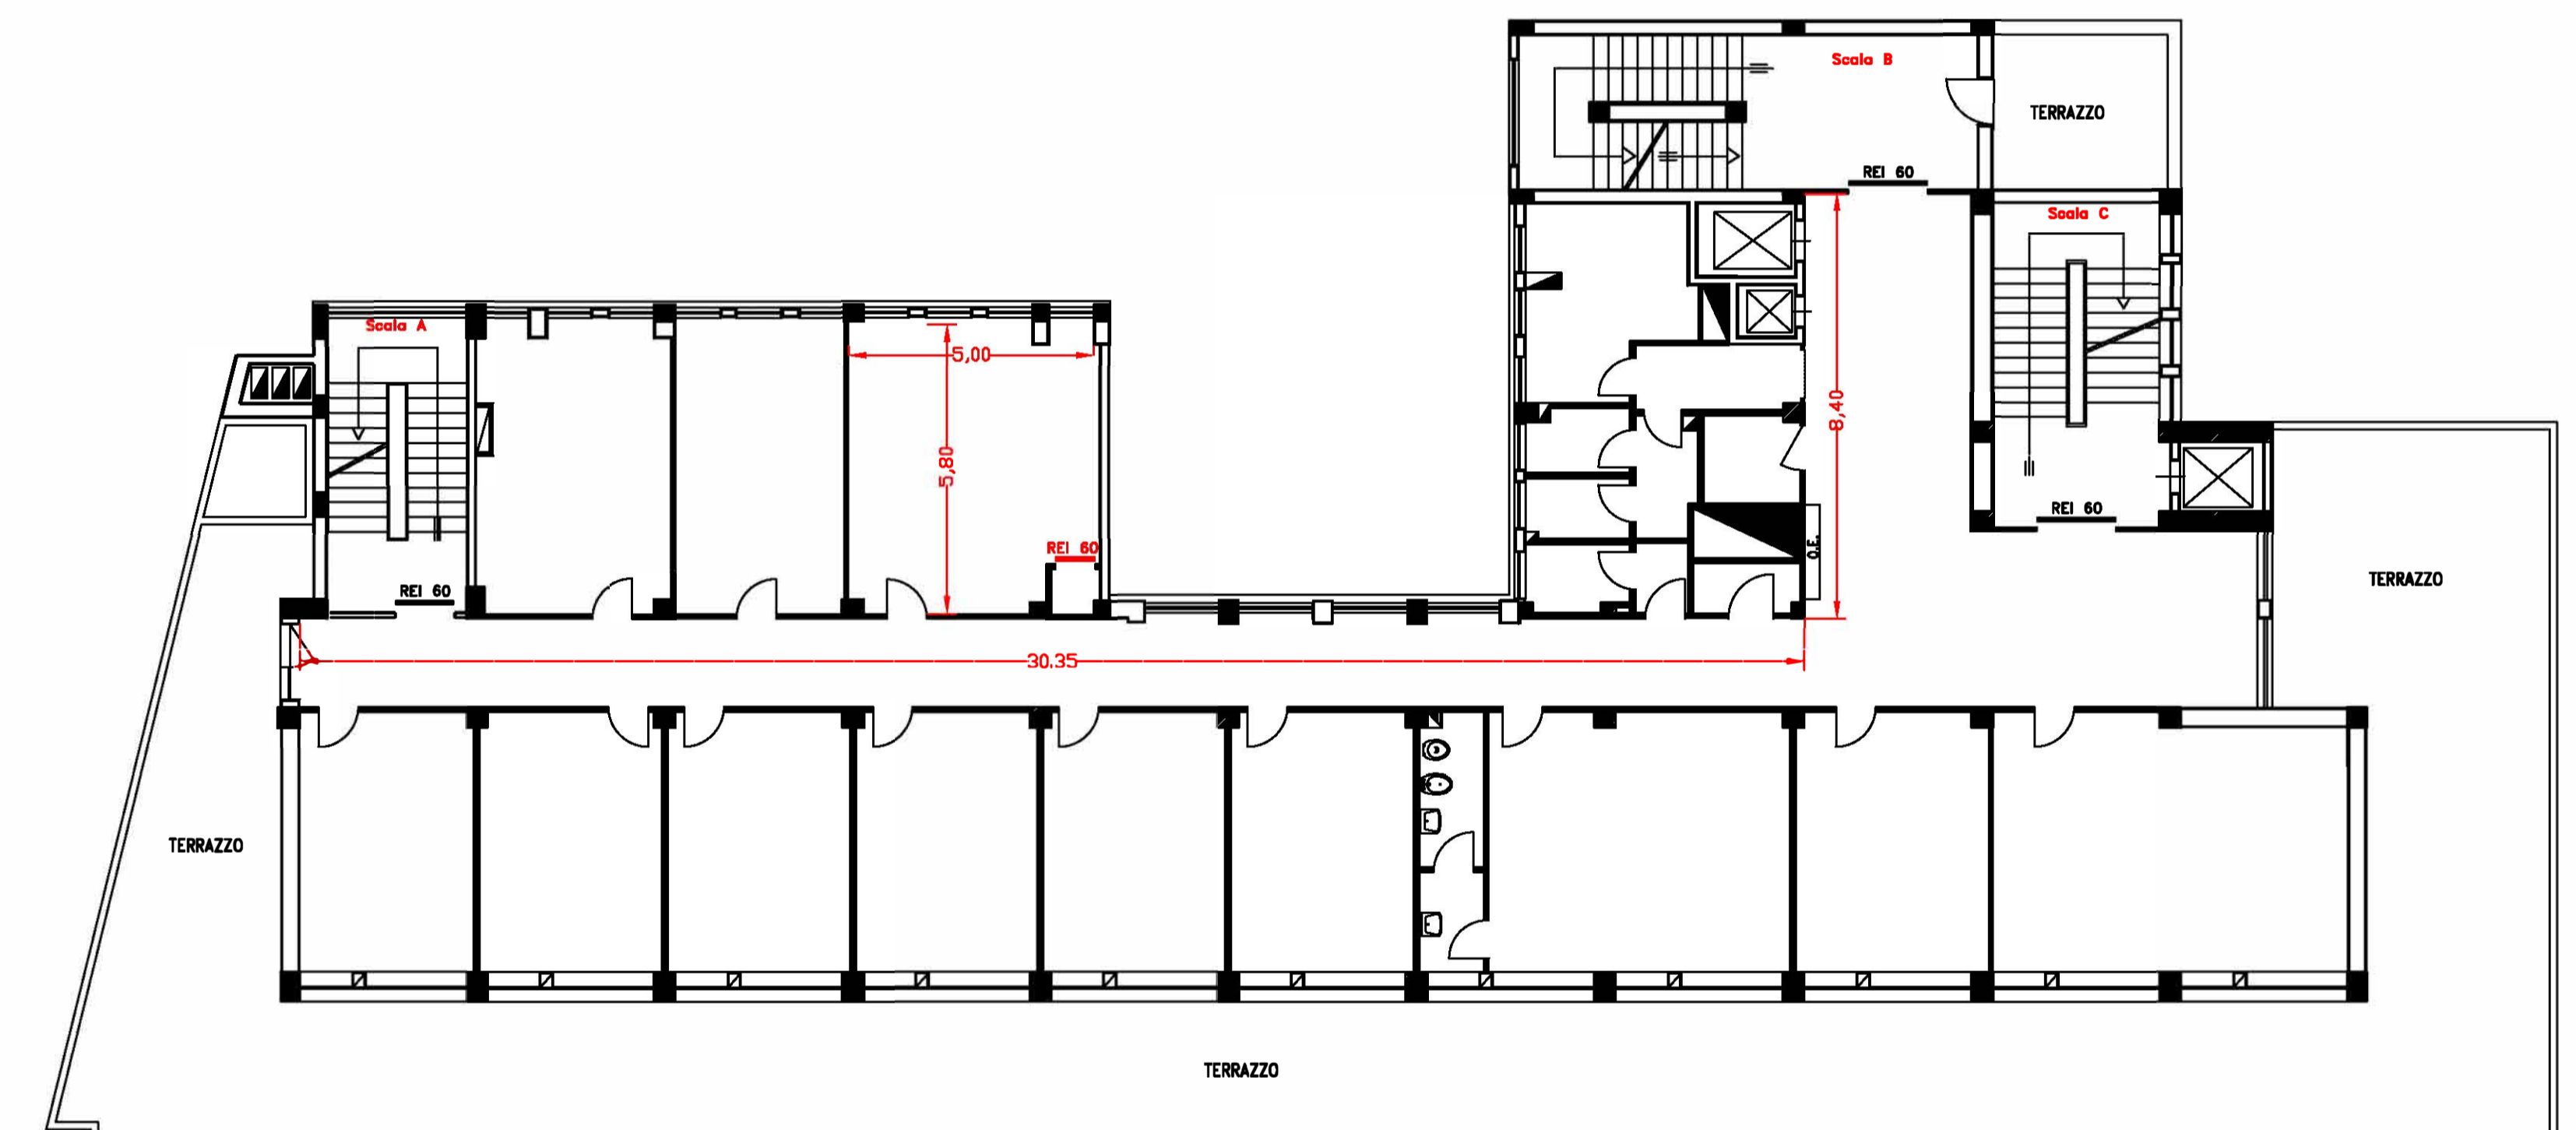 Scala B
TERRAZZO
REI 60
Scala C
Scala A
5,00
8,40
5,80
REI 60
REI 60
Q.E.
REI 60
TERRAZZO
30.35
TERRAZZO
TERRAZZO